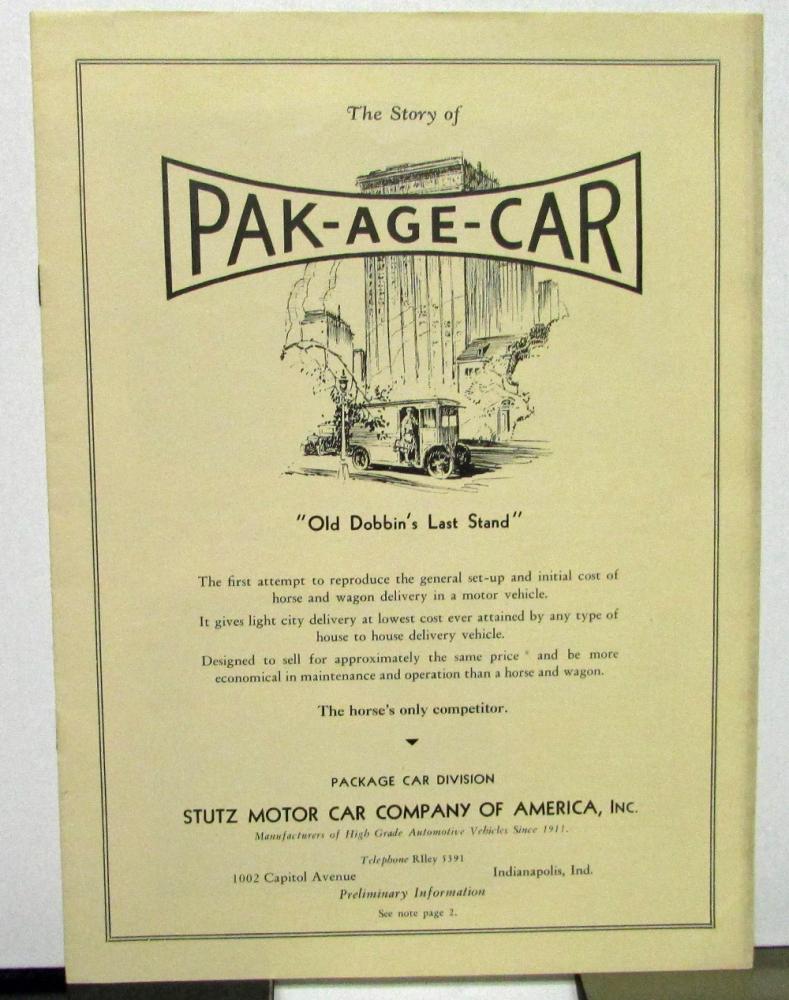 The Story of
PAK-AGE-CAR
"Old Dobbin's Last Stand"
The first attempt to reproduce the general set-up and initial cost of
horse and wagon delivery in a motor vehicle.
It gives light city delivery at lowest cost ever attained by any type of
house to house delivery vehicle.
Designed to sell for approximately the same price * and be more
economical in maintenance and operation than a horse and wagon.
The horse's only competitor.
PACKAGE CAR DIVISION
STUTZ MOTOR CAR COMPANY OF AMERICA, INC.
Manufacturers of High Grade Automotive Vehicles Since 1911.
Telephone RIley 5391
1002 Capitol Avenue Indianapolis, Ind.
Preliminary Information
See note page 2.